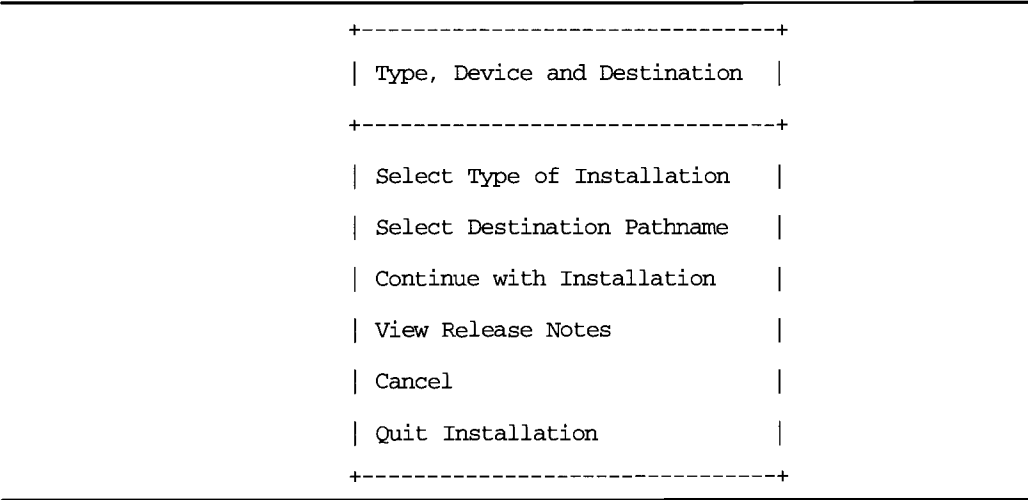 +--------------------------------+
| Type, Device and Destination |
+--------------------------------+
| Select Type of Installation |
| Select Destination Pathname |
| Continue with Installation |
| View Release Notes |
| Cancel |
| Quit Installation |
+--------------------------------+